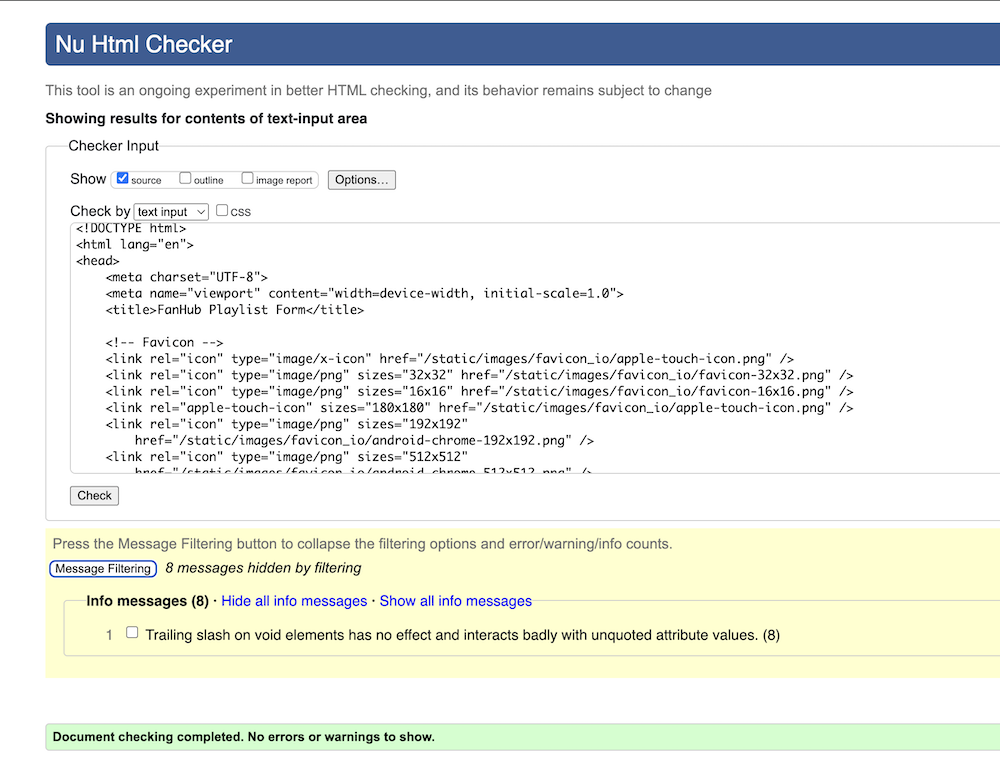 Nu Html Checker
This tool is an ongoing experiment in better HTML checking, and its behavior remains subject to change
Showing results for contents of text-input area
Checker Input
Show source outline image report Options...
Check by text input css
<!DOCTYPE html>
<html lang="en">
<head>
    <meta charset="UTF-8">
    <meta name="viewport" content="width=device-width, initial-scale=1.0">
    <title>FanHub Playlist Form</title>
    <!-- Favicon -->
    <link rel="icon" type="image/x-icon" href="/static/images/favicon_io/apple-touch-icon.png" />
    <link rel="icon" type="image/png" sizes="32x32" href="/static/images/favicon_io/favicon-32x32.png" />
    <link rel="icon" type="image/png" sizes="16x16" href="/static/images/favicon_io/favicon-16x16.png" />
    <link rel="apple-touch-icon" sizes="180x180" href="/static/images/favicon_io/apple-touch-icon.png" />
    <link rel="icon" type="image/png" sizes="192x192"
        href="/static/images/favicon_io/android-chrome-192x192.png" />
    <link rel="icon" type="image/png" sizes="512x512"
        href="/static/images/favicon_io/android-chrome-512x512.png" />
Check
Press the Message Filtering button to collapse the filtering options and error/warning/info counts.
Message Filtering 8 messages hidden by filtering
Info messages (8) · Hide all info messages · Show all info messages
1 Trailing slash on void elements has no effect and interacts badly with unquoted attribute values. (8)
Document checking completed. No errors or warnings to show.